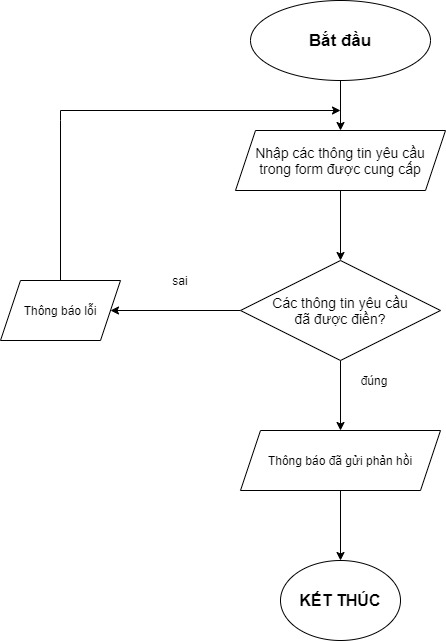 Bắt đầu
Nhập các thông tin yêu cầu
trong form được cung cấp
sai
Các thông tin yêu cầu
đã được điền?
Thông báo lỗi
đúng
Thông báo đã gửi phản hồi
KẾT THÚC